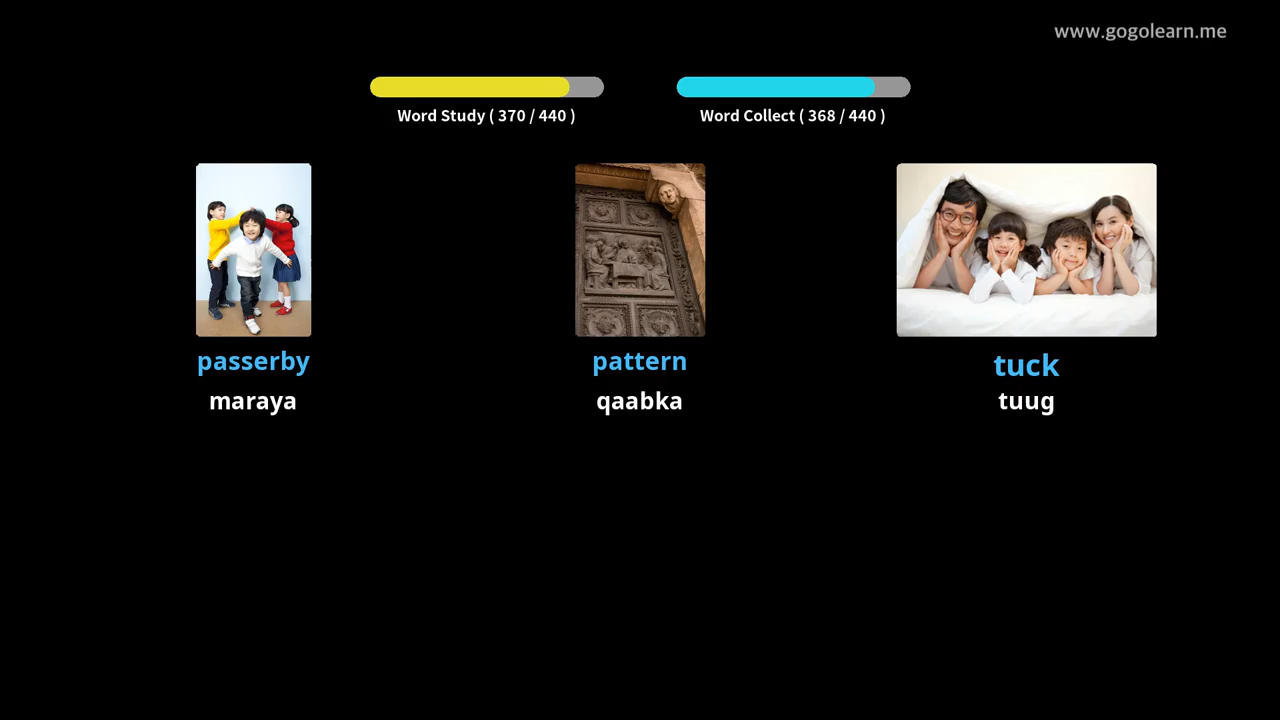 www.gogolearn.me
Word Study ( 370 / 440 )
Word Collect ( 368 / 440 )
passerby
pattern
tuck
maraya
qaabka
tuug